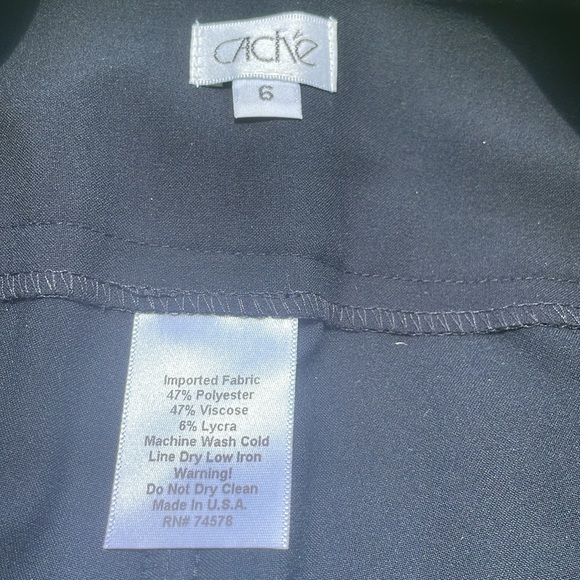 CACHÉ
6
Imported Fabric
47% Polyester
47% Viscose
6% Lycra
Machine Wash Cold
Line Dry Low Iron
Warning!
Do Not Dry Clean
Made in U.S.A.
RN# 74578